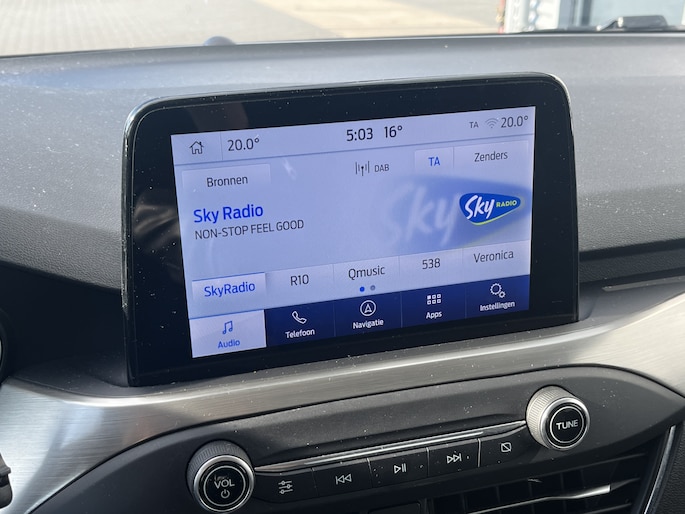 20.0° 5:03 16° TA 20.0°
Bronnen DAB TA Zenders
Sky Radio
NON-STOP FEEL GOOD
Sky
Sky RADIO
SkyRadio R10 Qmusic 538 Veronica
Audio Telefoon Navigatie Apps Instellingen
VOL
TUNE